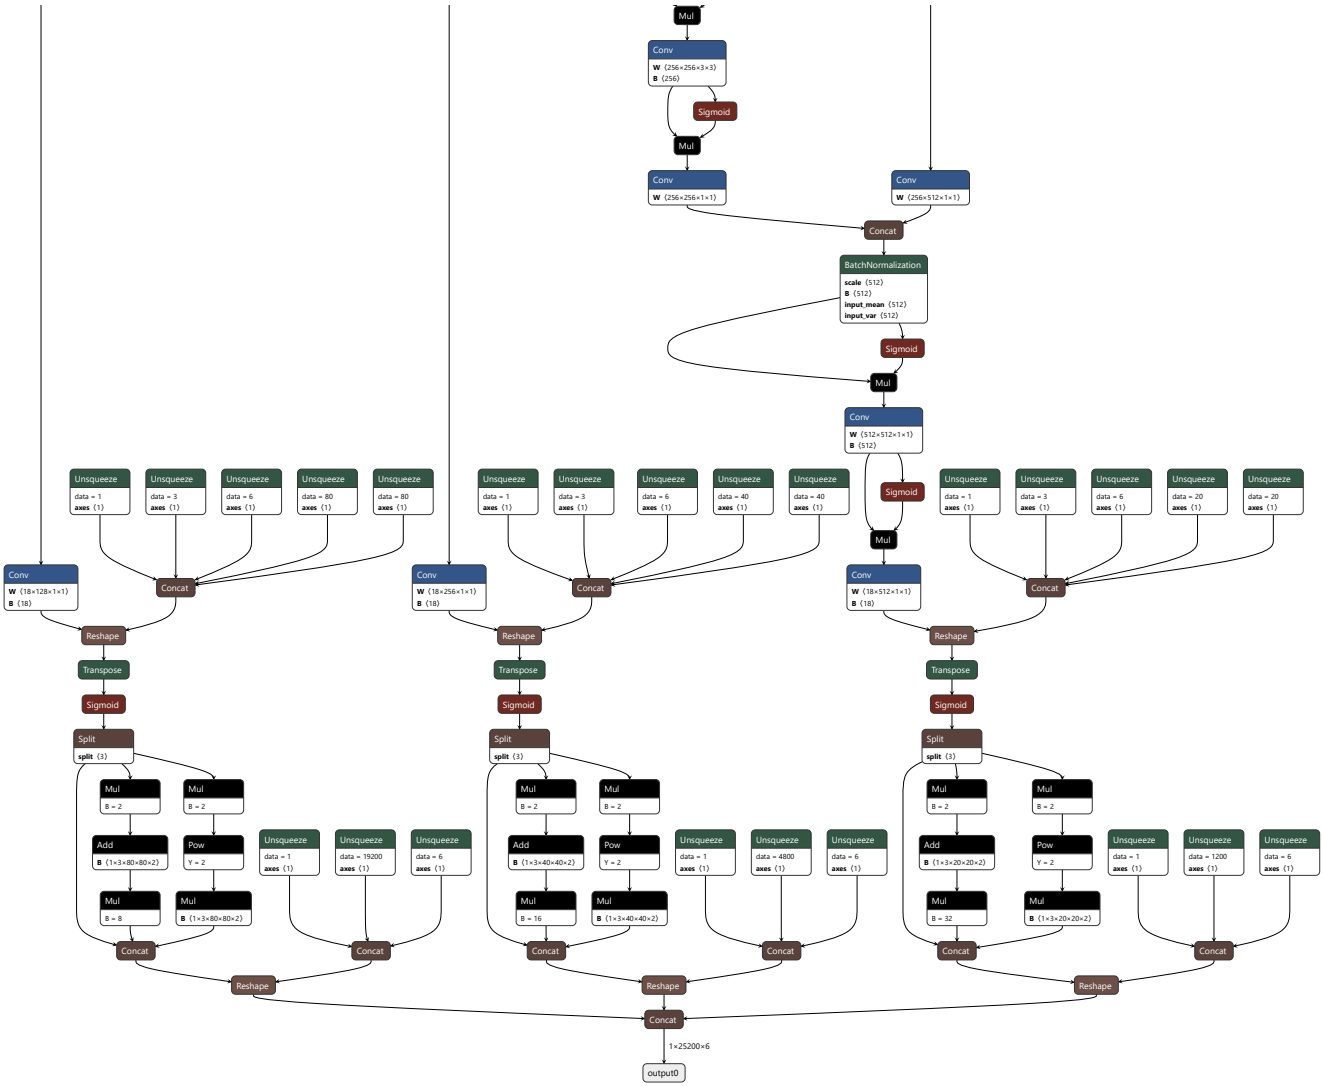 Mul
Conv
W ⟨256×256×3×3⟩
B ⟨256⟩
Sigmoid
Mul
Conv
W ⟨256×256×1×1⟩
Conv
W ⟨256×512×1×1⟩
Concat
BatchNormalization
scale ⟨512⟩
B ⟨512⟩
input_mean ⟨512⟩
input_var ⟨512⟩
Sigmoid
Mul
Conv
W ⟨512×512×1×1⟩
B ⟨512⟩
Sigmoid
Mul
Unsqueeze
data = 1
axes ⟨1⟩
Unsqueeze
data = 3
axes ⟨1⟩
Unsqueeze
data = 6
axes ⟨1⟩
Unsqueeze
data = 80
axes ⟨1⟩
Unsqueeze
data = 80
axes ⟨1⟩
Unsqueeze
data = 1
axes ⟨1⟩
Unsqueeze
data = 3
axes ⟨1⟩
Unsqueeze
data = 6
axes ⟨1⟩
Unsqueeze
data = 40
axes ⟨1⟩
Unsqueeze
data = 40
axes ⟨1⟩
Unsqueeze
data = 1
axes ⟨1⟩
Unsqueeze
data = 3
axes ⟨1⟩
Unsqueeze
data = 6
axes ⟨1⟩
Unsqueeze
data = 20
axes ⟨1⟩
Unsqueeze
data = 20
axes ⟨1⟩
Conv
W ⟨18×128×1×1⟩
B ⟨18⟩
Concat
Conv
W ⟨18×256×1×1⟩
B ⟨18⟩
Concat
Conv
W ⟨18×512×1×1⟩
B ⟨18⟩
Concat
Reshape
Reshape
Reshape
Transpose
Transpose
Transpose
Sigmoid
Sigmoid
Sigmoid
Split
split ⟨3⟩
Split
split ⟨3⟩
Split
split ⟨3⟩
Mul
B = 2
Mul
B = 2
Mul
B = 2
Mul
B = 2
Mul
B = 2
Mul
B = 2
Add
B ⟨1×3×80×80×2⟩
Pow
Y = 2
Unsqueeze
data = 1
axes ⟨1⟩
Unsqueeze
data = 19200
axes ⟨1⟩
Unsqueeze
data = 6
axes ⟨1⟩
Add
B ⟨1×3×40×40×2⟩
Pow
Y = 2
Unsqueeze
data = 1
axes ⟨1⟩
Unsqueeze
data = 4800
axes ⟨1⟩
Unsqueeze
data = 6
axes ⟨1⟩
Add
B ⟨1×3×20×20×2⟩
Pow
Y = 2
Unsqueeze
data = 1
axes ⟨1⟩
Unsqueeze
data = 1200
axes ⟨1⟩
Unsqueeze
data = 6
axes ⟨1⟩
Mul
B = 8
Mul
B ⟨1×3×80×80×2⟩
Mul
B = 16
Mul
B ⟨1×3×40×40×2⟩
Mul
B = 32
Mul
B ⟨1×3×20×20×2⟩
Concat
Concat
Concat
Concat
Concat
Concat
Reshape
Reshape
Reshape
Concat
1×25200×6
output0